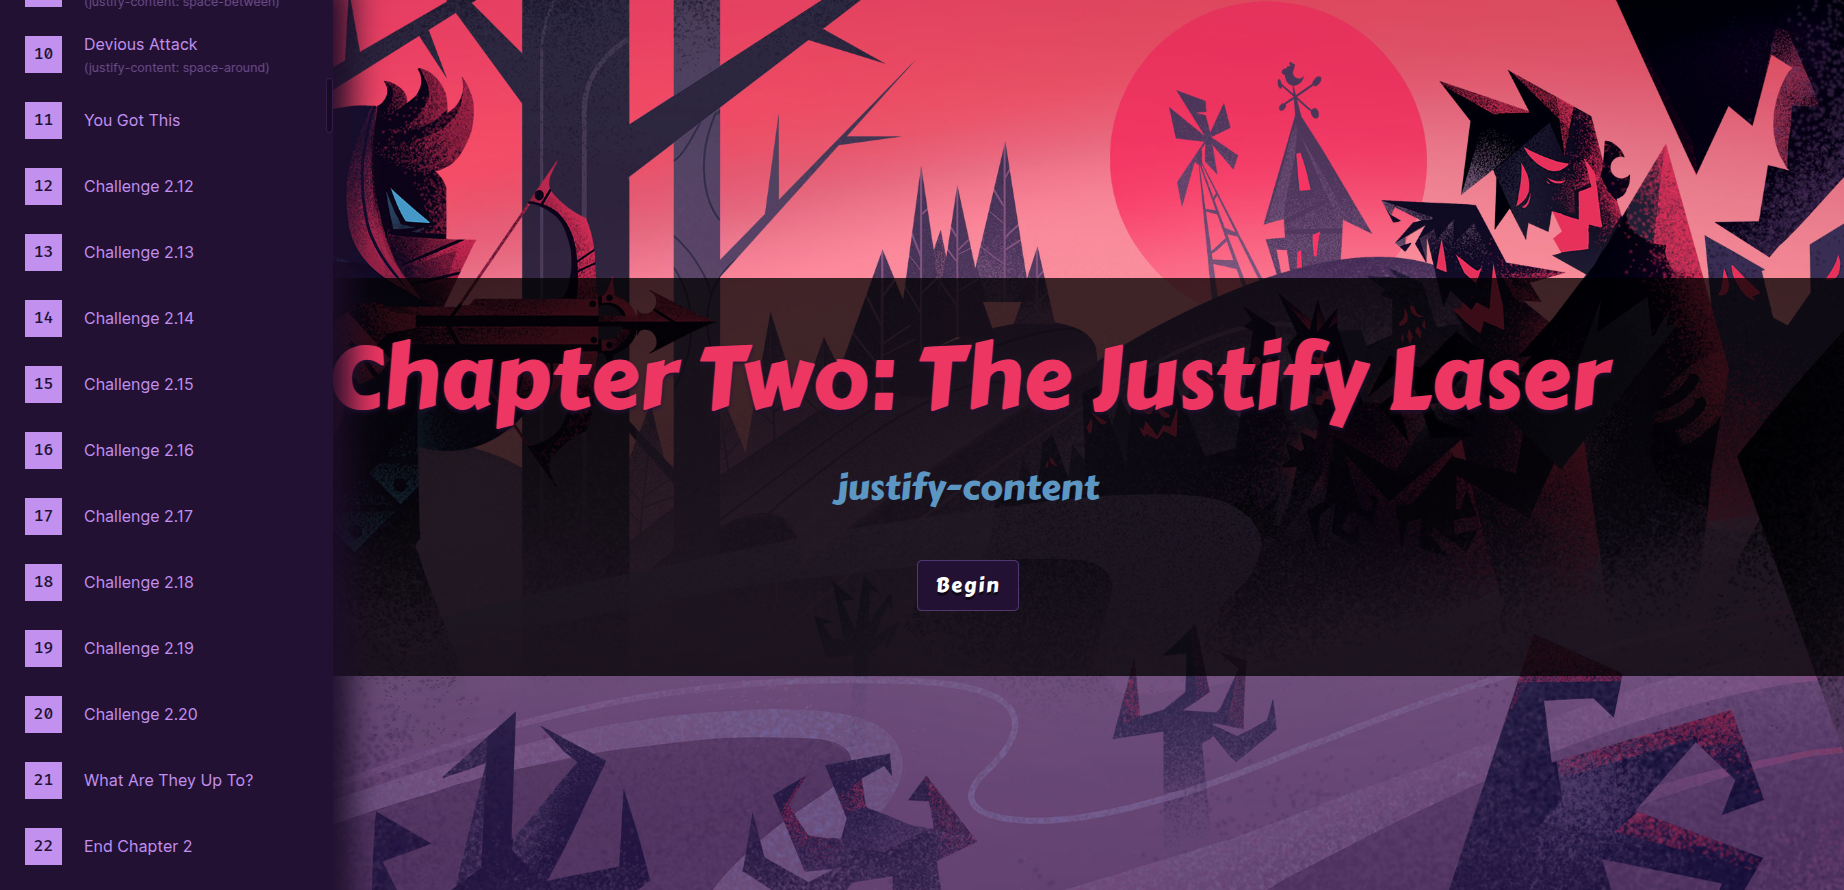 (justify-content: space-between)
10
Devious Attack
(justify-content: space-around)
11
You Got This
12
Challenge 2.12
13
Challenge 2.13
14
Challenge 2.14
15
Challenge 2.15
16
Challenge 2.16
17
Challenge 2.17
18
Challenge 2.18
19
Challenge 2.19
20
Challenge 2.20
21
What Are They Up To?
22
End Chapter 2
Chapter Two: The Justify Laser
justify-content
Begin